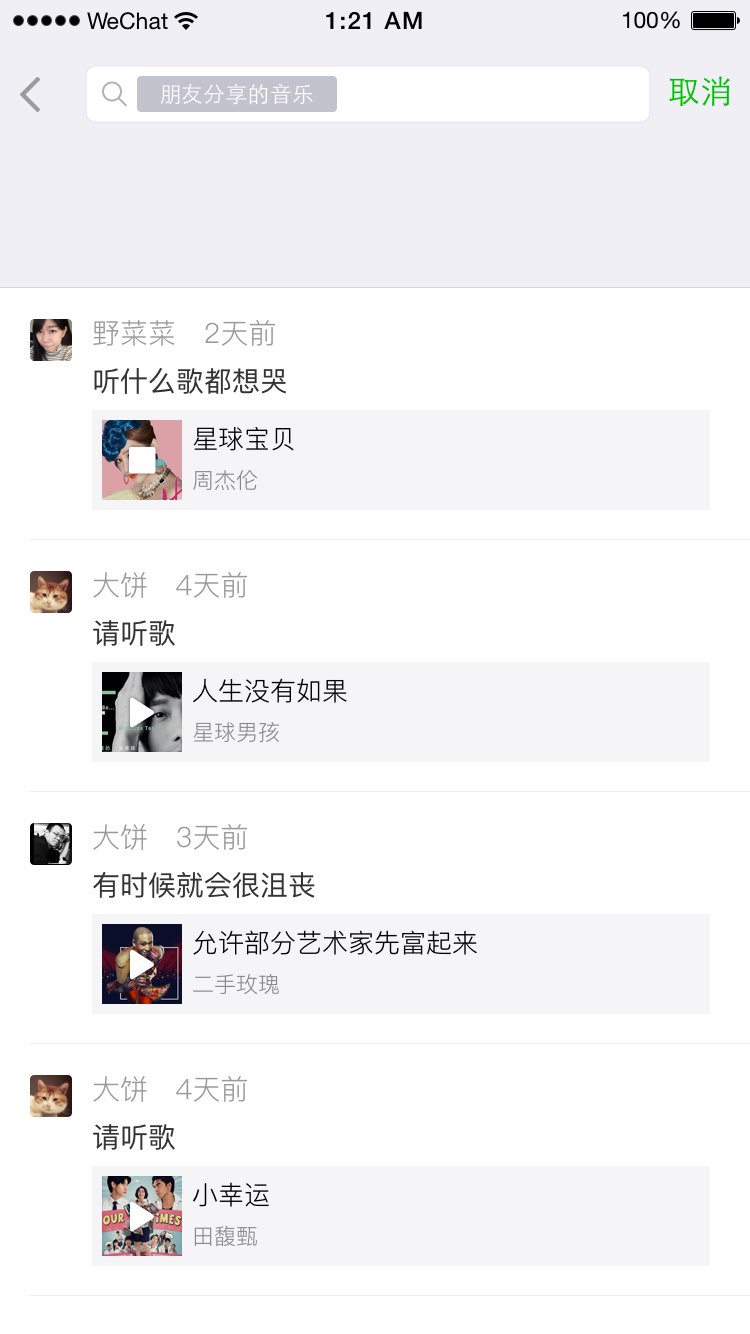 WeChat 1:21 AM 100%
朋友分享的音乐 取消
野菜菜 2天前
听什么歌都想哭
星球宝贝
周杰伦
大饼 4天前
请听歌
人生没有如果
星球男孩
大饼 3天前
有时候就会很沮丧
允许部分艺术家先富起来
二手玫瑰
大饼 4天前
请听歌
OUR TIMES
小幸运
田馥甄